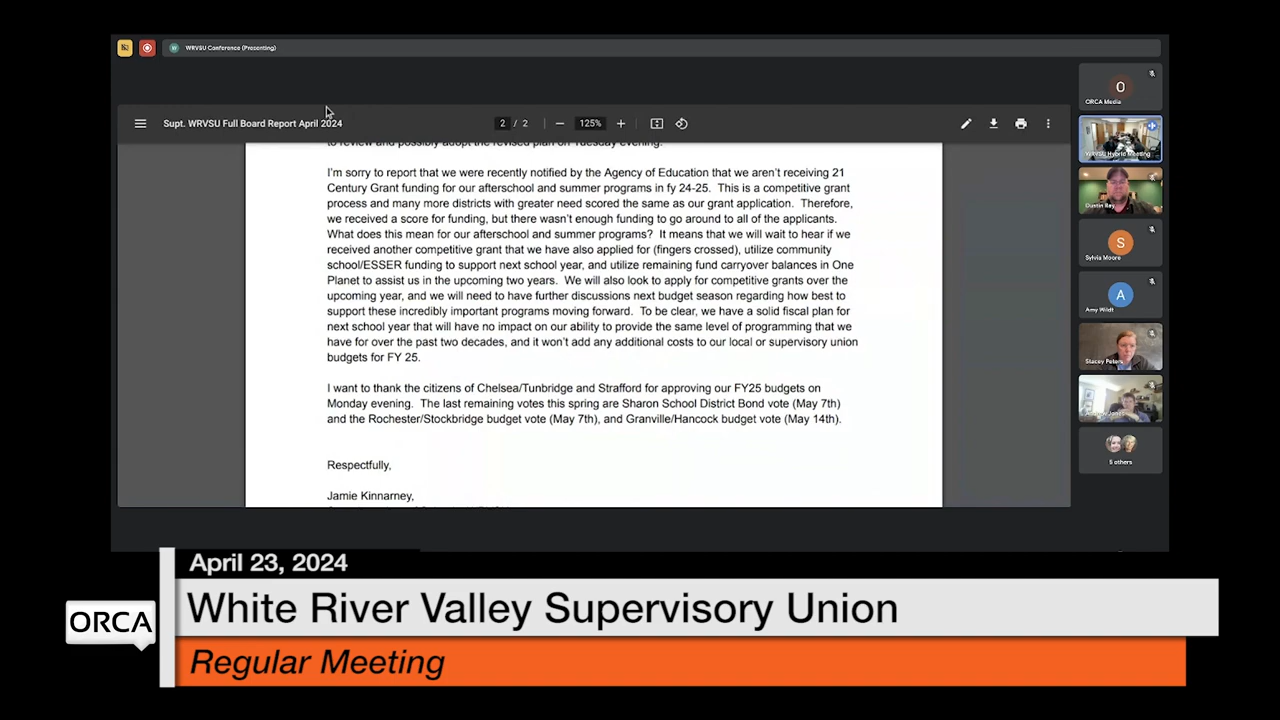 WRVSU Conference (Presenting)
Supt. WRVSU Full Board Report April 2024
2 / 2
125%
to review and possibly adopt the revised plan on Tuesday evening.
I'm sorry to report that we were recently notified by the Agency of Education that we aren't receiving 21
Century Grant funding for our afterschool and summer programs in fy 24-25. This is a competitive grant
process and many more districts with greater need scored the same as our grant application. Therefore,
we received a score for funding, but there wasn't enough funding to go around to all of the applicants.
What does this mean for our afterschool and summer programs? It means that we will wait to hear if we
received another competitive grant that we have also applied for (fingers crossed), utilize community
school/ESSER funding to support next school year, and utilize remaining fund carryover balances in One
Planet to assist us in the upcoming two years. We will also look to apply for competitive grants over the
upcoming year, and we will need to have further discussions next budget season regarding how best to
support these incredibly important programs moving forward. To be clear, we have a solid fiscal plan for
next school year that will have no impact on our ability to provide the same level of programming that we
have for over the past two decades, and it won't add any additional costs to our local or supervisory union
budgets for FY 25.
I want to thank the citizens of Chelsea/Tunbridge and Strafford for approving our FY25 budgets on
Monday evening. The last remaining votes this spring are Sharon School District Bond vote (May 7th)
and the Rochester/Stockbridge budget vote (May 7th), and Granville/Hancock budget vote (May 14th).
Respectfully,
Jamie Kinnarney,
O
ORCA Media
WRVSU Hybrid Meeting
Dustin Ray
S
Sylvia Moore
A
Amy Wildt
Stacey Peters
Jones
5 others
April 23, 2024
White River Valley Supervisory Union
ORCA
Regular Meeting